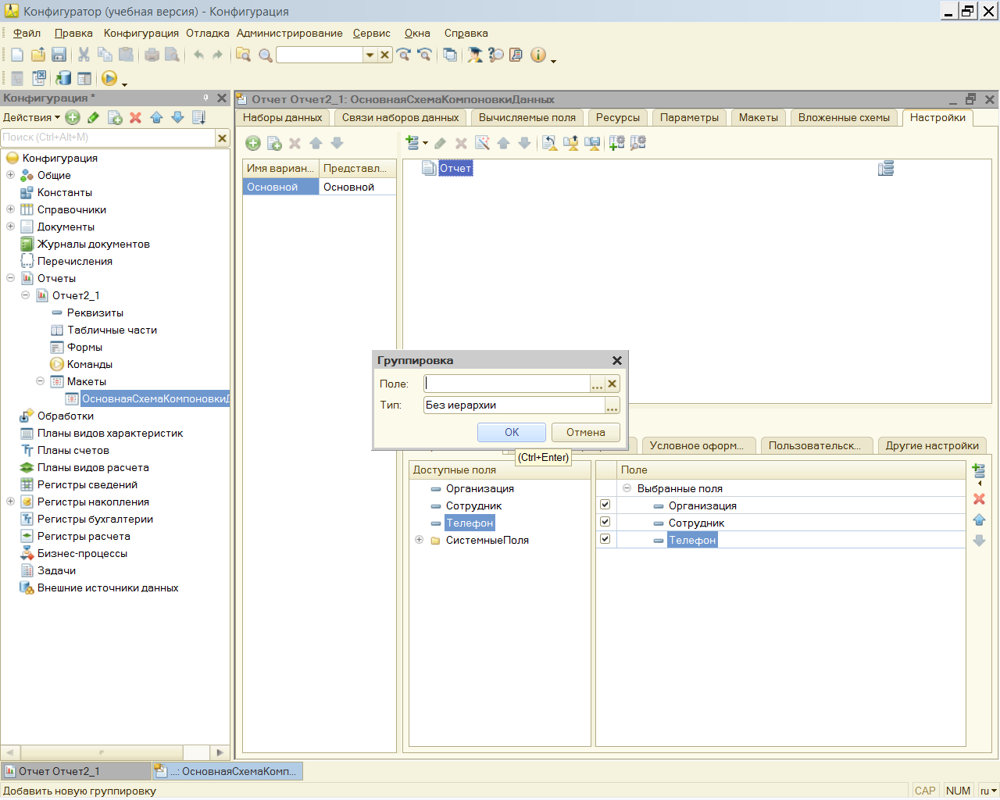 Конфигуратор (учебная версия) - Конфигурация
Файл Правка Конфигурация Отладка Администрирование Сервис Окна Справка
Конфигурация *
Действия
Поиск (Ctrl+Alt+M)
Конфигурация
Общие
Константы
Справочники
Документы
Журналы документов
Перечисления
Отчеты
Отчет2_1
Реквизиты
Табличные части
Формы
Команды
Макеты
ОсновнаяСхемаКомпоновкиД
Обработки
Планы видов характеристик
Планы счетов
Планы видов расчета
Регистры сведений
Регистры накопления
Регистры бухгалтерии
Регистры расчета
Бизнес-процессы
Задачи
Внешние источники данных
Отчет Отчет2_1: ОсновнаяСхемаКомпоновкиДанных
Наборы данных Связи наборов данных Вычисляемые поля Ресурсы Параметры Макеты Вложенные схемы Настройки
Имя вариан... Представл...
Основной Основной
Отчет
Группировка
Поле:
Тип: Без иерархии
OK Отмена
(Ctrl+Enter)
Условное оформ... Пользовательск... Другие настройки
Доступные поля
Организация
Сотрудник
Телефон
СистемныеПоля
Поле
Выбранные поля
Организация
Сотрудник
Телефон
Отчет Отчет2_1 ...: ОсновнаяСхемаКомп...
Добавить новую группировку CAP NUM ru